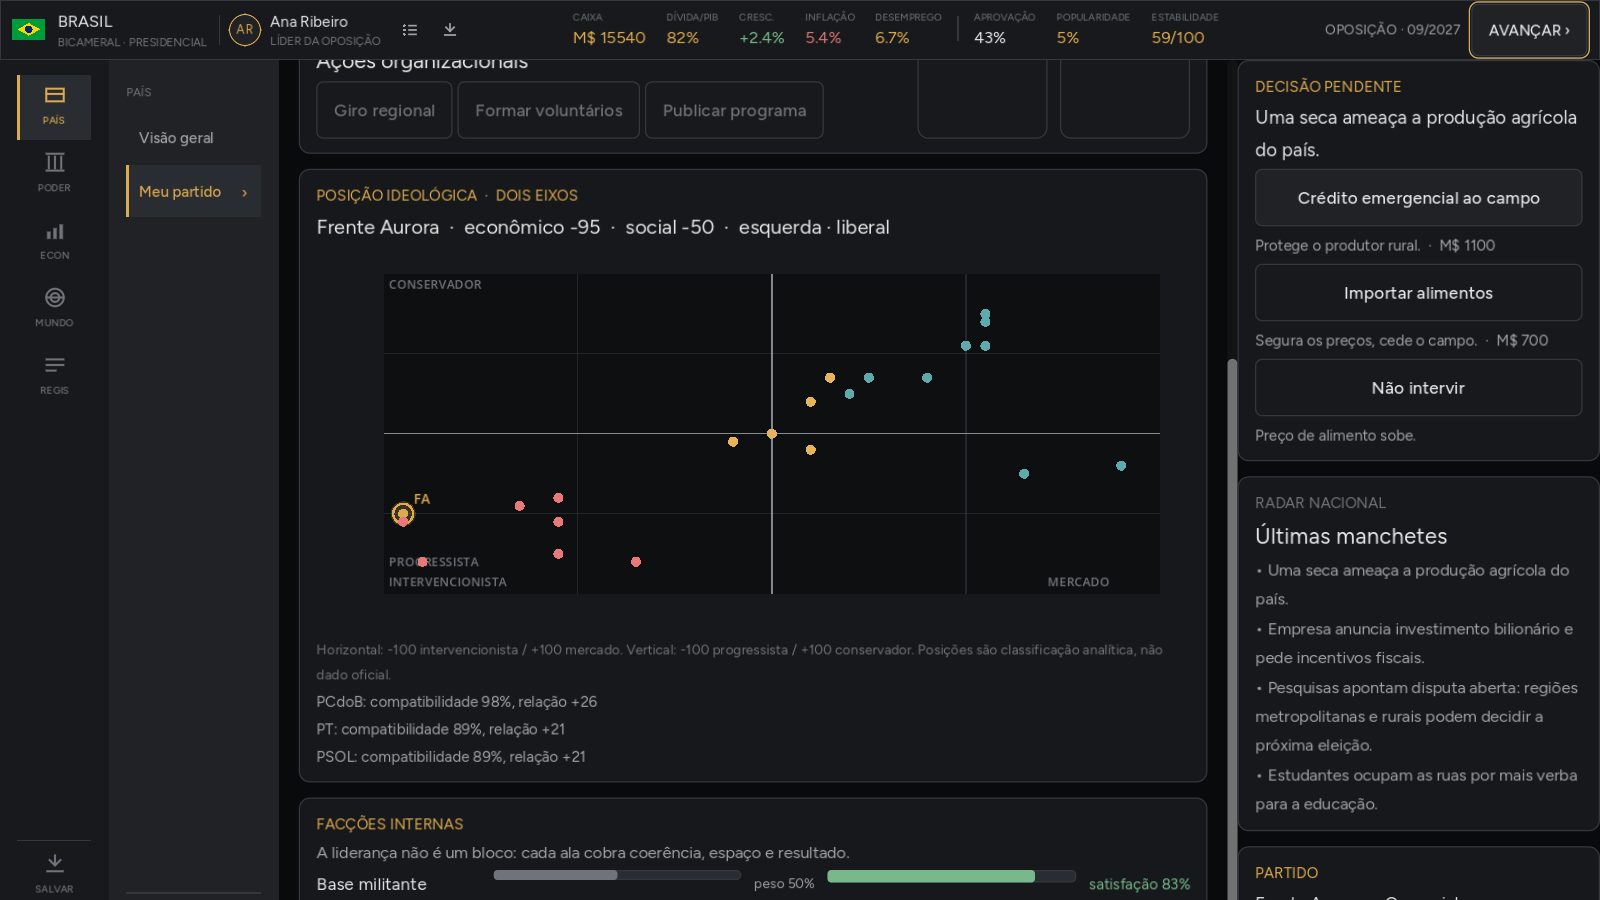 BRASIL
BICAMERAL · PRESIDENCIAL
AR
Ana Ribeiro
LÍDER DA OPOSIÇÃO
CAIXA
M$ 15540
DÍVIDA/PIB
82%
CRESC.
+2.4%
INFLAÇÃO
5.4%
DESEMPREGO
6.7%
APROVAÇÃO
43%
POPULARIDADE
5%
ESTABILIDADE
59/100
OPOSIÇÃO · 09/2027
AVANÇAR ›
PAÍS
PODER
ECON
MUNDO
REGIS
SALVAR
PAÍS
Visão geral
Meu partido ›
Ações organizacionais
Giro regional
Formar voluntários
Publicar programa
POSIÇÃO IDEOLÓGICA · DOIS EIXOS
Frente Aurora · econômico -95 · social -50 · esquerda · liberal
CONSERVADOR
FA
PROGRESSISTA
INTERVENCIONISTA
MERCADO
Horizontal: -100 intervencionista / +100 mercado. Vertical: -100 progressista / +100 conservador. Posições são classificação analítica, não
dado oficial.
PCdoB: compatibilidade 98%, relação +26
PT: compatibilidade 89%, relação +21
PSOL: compatibilidade 89%, relação +21
FACÇÕES INTERNAS
A liderança não é um bloco: cada ala cobra coerência, espaço e resultado.
Base militante
peso 50%
satisfação 83%
DECISÃO PENDENTE
Uma seca ameaça a produção agrícola
do país.
Crédito emergencial ao campo
Protege o produtor rural. · M$ 1100
Importar alimentos
Segura os preços, cede o campo. · M$ 700
Não intervir
Preço de alimento sobe.
RADAR NACIONAL
Últimas manchetes
• Uma seca ameaça a produção agrícola do
país.
• Empresa anuncia investimento bilionário e
pede incentivos fiscais.
• Pesquisas apontam disputa aberta: regiões
metropolitanas e rurais podem decidir a
próxima eleição.
• Estudantes ocupam as ruas por mais verba
para a educação.
PARTIDO